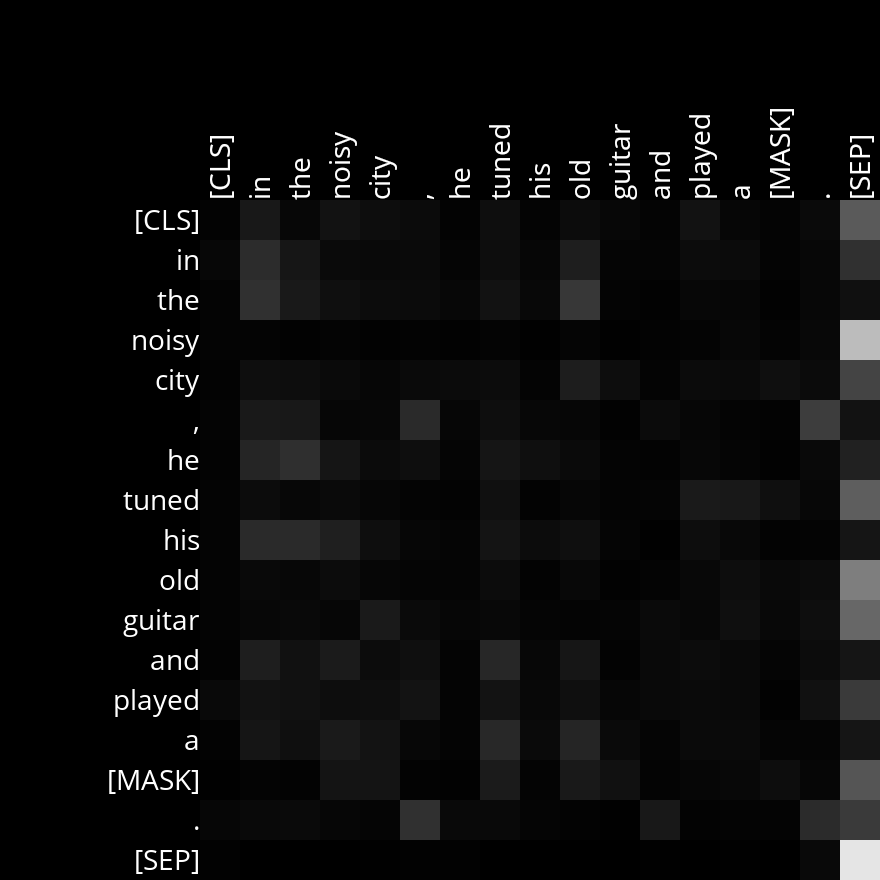 [CLS] in the noisy city , he tuned his old guitar and played a [MASK] . [SEP]
[CLS]
in
the
noisy
city
,
he
tuned
his
old
guitar
and
played
a
[MASK]
.
[SEP]